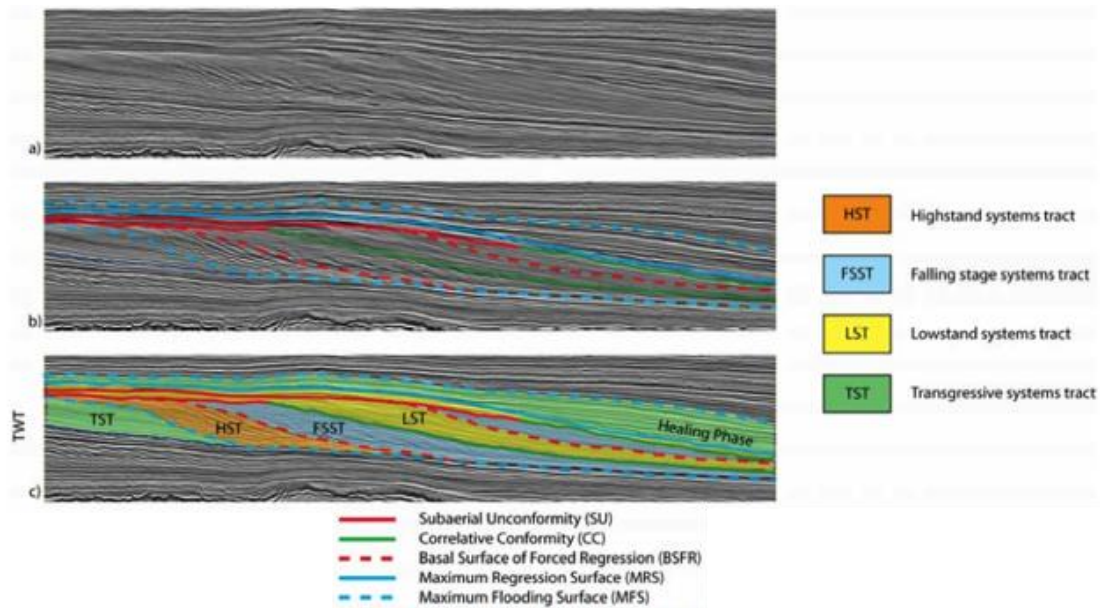 a)
b)
TWT
c)
TST
HST
FSST
LST
Healing Phase
HST Highstand systems tract
FSST Falling stage systems tract
LST Lowstand systems tract
TST Transgressive systems tract
Subaerial Unconformity (SU)
Correlative Conformity (CC)
Basal Surface of Forced Regression (BSFR)
Maximum Regression Surface (MRS)
Maximum Flooding Surface (MFS)